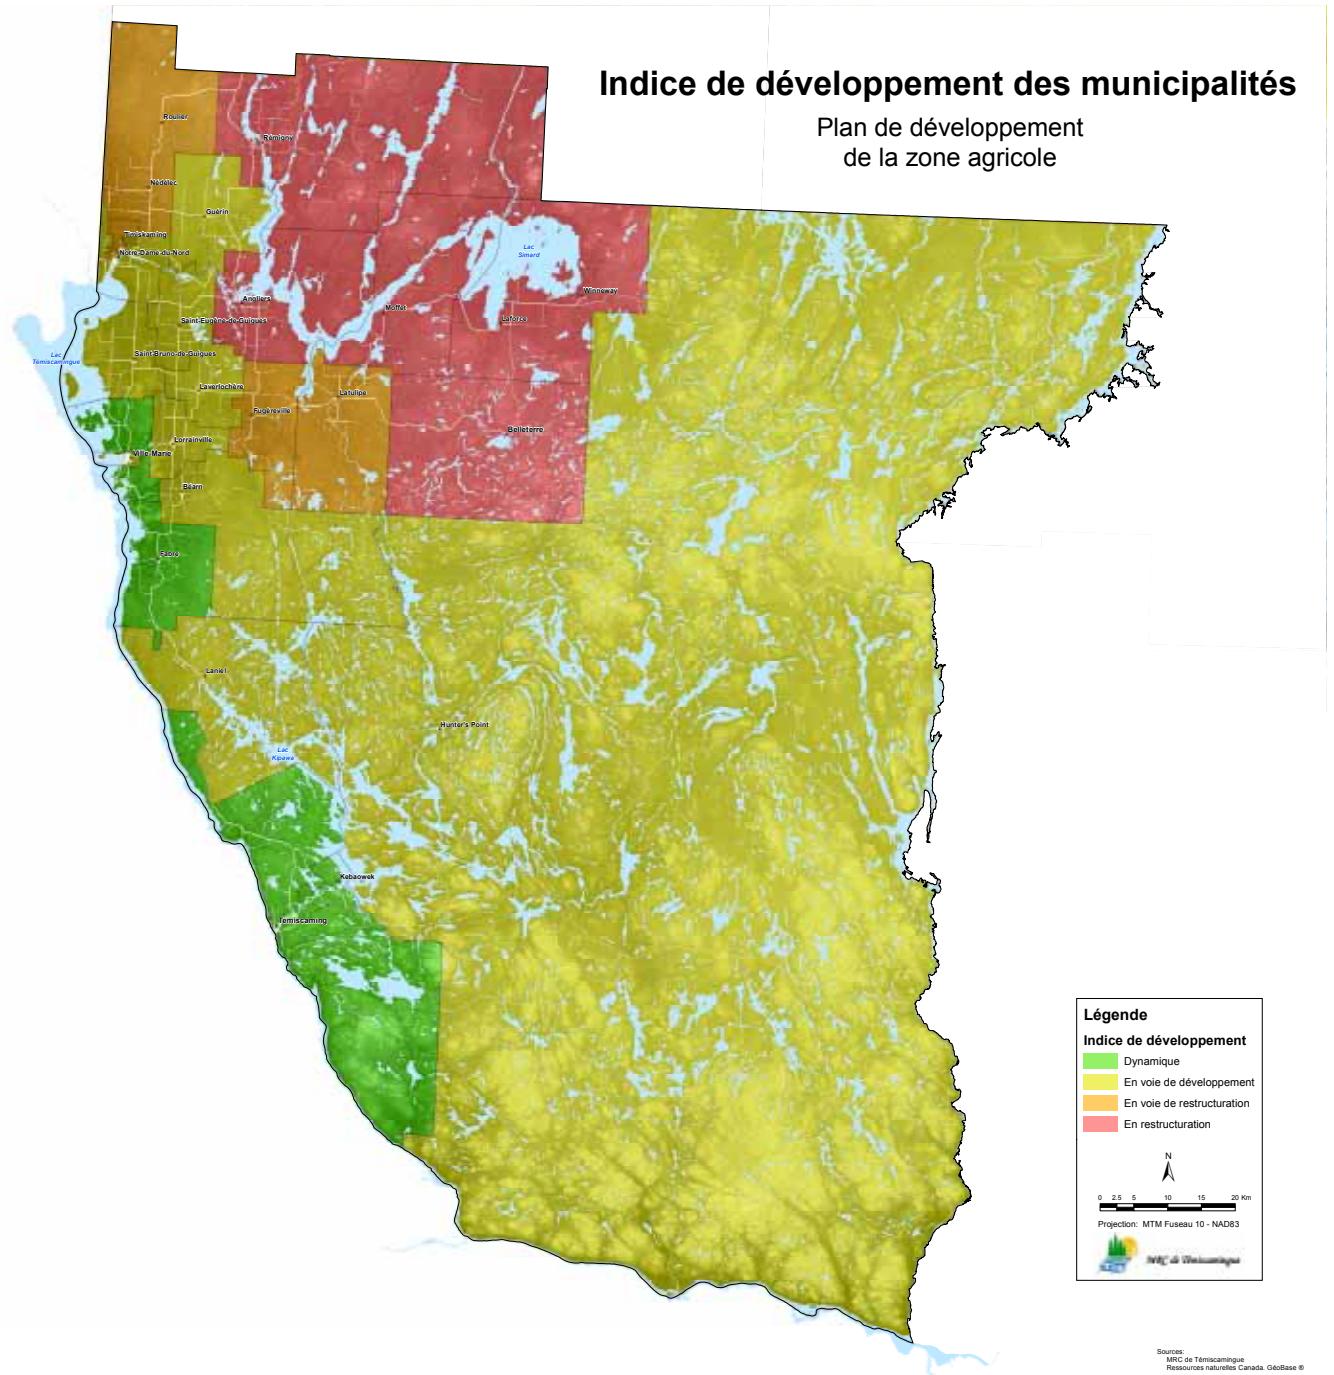 Indice de développement des municipalités
Plan de développement
de la zone agricole
Roulier
Rémigny
Nédélec
Guérin
Timiskaming
Notre-Dame-du-Nord
Lac
Simard
Winneway
Angliers
Moffet
Laforce
Saint-Eugène-de-Guigues
Lac
Témiscamingue
Saint-Bruno-de-Guigues
Laverlochère
Latulipe
Fugèreville
Belleterre
Lorrainville
Ville-Marie
Béarn
Fabre
Laniel
Hunter's Point
Lac
Kipawa
Kebaowek
Témiscaming
Légende
Indice de développement
Dynamique
En voie de développement
En voie de restructuration
En restructuration
N
0 2.5 5 10 15 20 Km
Projection: MTM Fuseau 10 - NAD83
MRC de Témiscamingue
Sources:
MRC de Témiscamingue
Ressources naturelles Canada. GéoBase ®